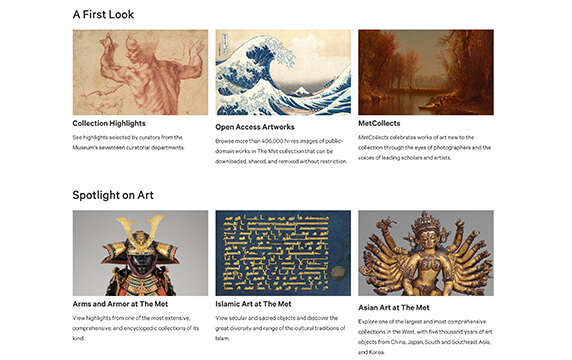 A First Look
Collection Highlights
See highlights selected by curators from the
Museum's seventeen curatorial departments.
Open Access Artworks
Browse more than 406,000 hi-res images of public-
domain works in The Met collection that can be
downloaded, shared, and remixed without restriction.
MetCollects
MetCollects celebrates works of art new to the
collection through the eyes of photographers and the
voices of leading scholars and artists.
Spotlight on Art
Arms and Armor at The Met
View highlights from one of the most extensive,
comprehensive, and encyclopedic collections of its
kind.
Islamic Art at The Met
View secular and sacred objects and discover the
great diversity and range of the cultural traditions of
Islam.
Asian Art at The Met
Explore one of the largest and most comprehensive
collections in the West, with five thousand years of art
objects from China, Japan, South and Southeast Asia,
and Korea.